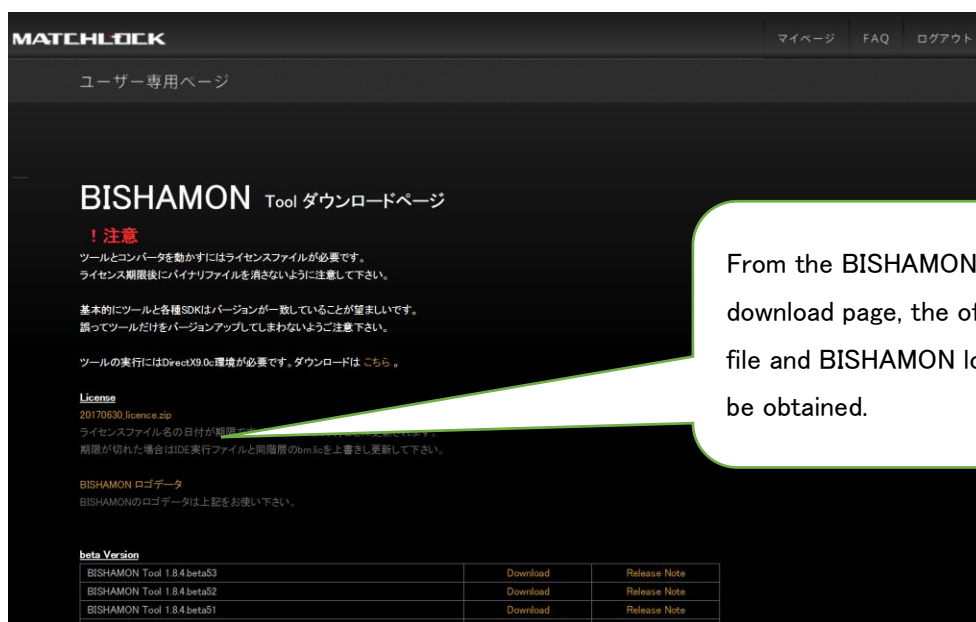 MATCHLOCK
マイページ FAQ ログアウト
ユーザー専用ページ
BISHAMON Tool ダウンロードページ
！注意
ツールとコンバータを動かすにはライセンスファイルが必要です。
ライセンス期限後にバイナリファイルを消さないように注意して下さい。
基本的にツールと各種SDKはバージョンが一致していることが望ましいです。
誤ってツールだけをバージョンアップしてしまわないようご注意下さい。
ツールの実行にはDirectX9.0c環境が必要です。ダウンロードは こちら 。
License
20170630_licence.zip
ライセンスファイル名の日付が期限です
期限が切れた場合はIDE実行ファイルと同階層のbm.licを上書きし更新して下さい。
BISHAMON ロゴデータ
BISHAMONのロゴデータは上記をお使い下さい。
From the BISHAMON
download page, the of
file and BISHAMON lo
be obtained.
beta Version
BISHAMON Tool 1.8.4.beta53 Download Release Note
BISHAMON Tool 1.8.4.beta52 Download Release Note
BISHAMON Tool 1.8.4.beta51 Download Release Note